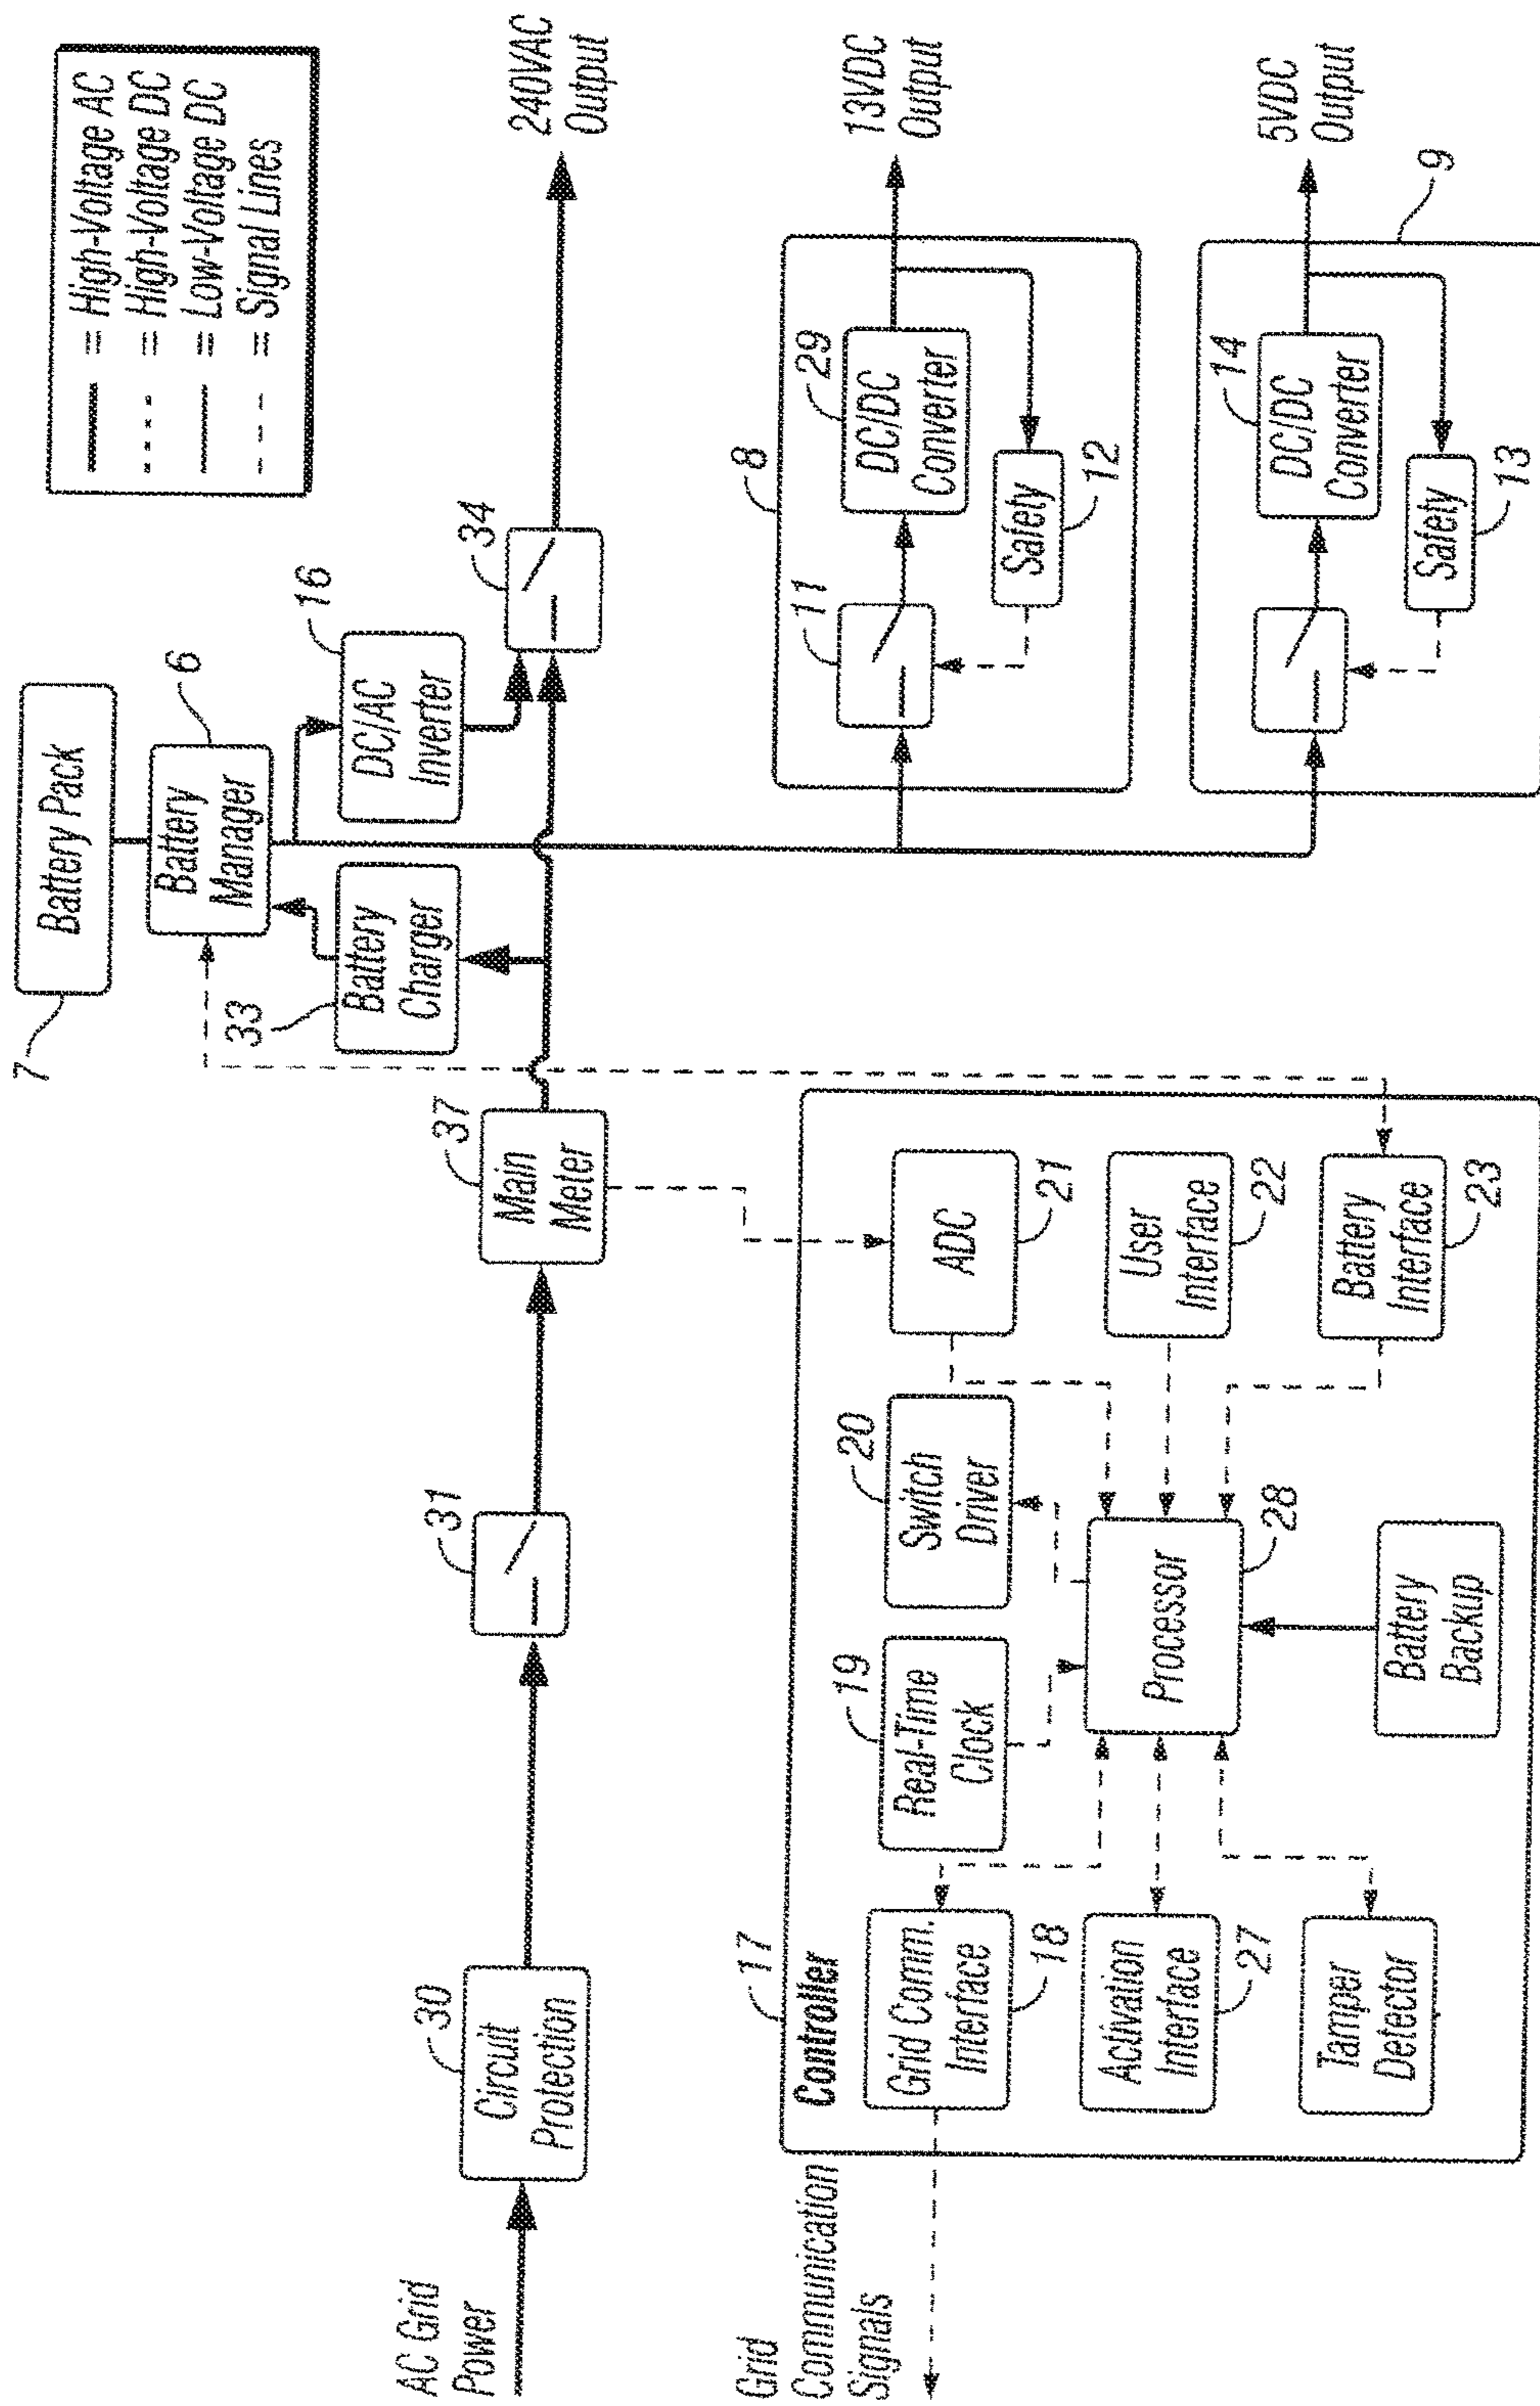 = High-Voltage AC
= High-Voltage DC
= Low-Voltage DC
= Signal Lines
7
Battery Pack
6
Battery
Manager
16
DC/AC
Inverter
33
Battery
Charger
AC Grid
Power
30
Circuit
Protection
31
37
Main
Meter
34
240VAC
Output
Grid
Communication
Signals
17
Controller
Grid Comm.
Interface
18
19
Real-Time
Clock
20
Switch
Driver
ADC
21
Activation
Interface
27
Processor
28
User
Interface
22
Tamper
Detector
Battery
Backup
Battery
Interface
23
8
11
29
DC/DC
Converter
Safety
12
13VDC
Output
14
DC/DC
Converter
Safety
13
9
5VDC
Output